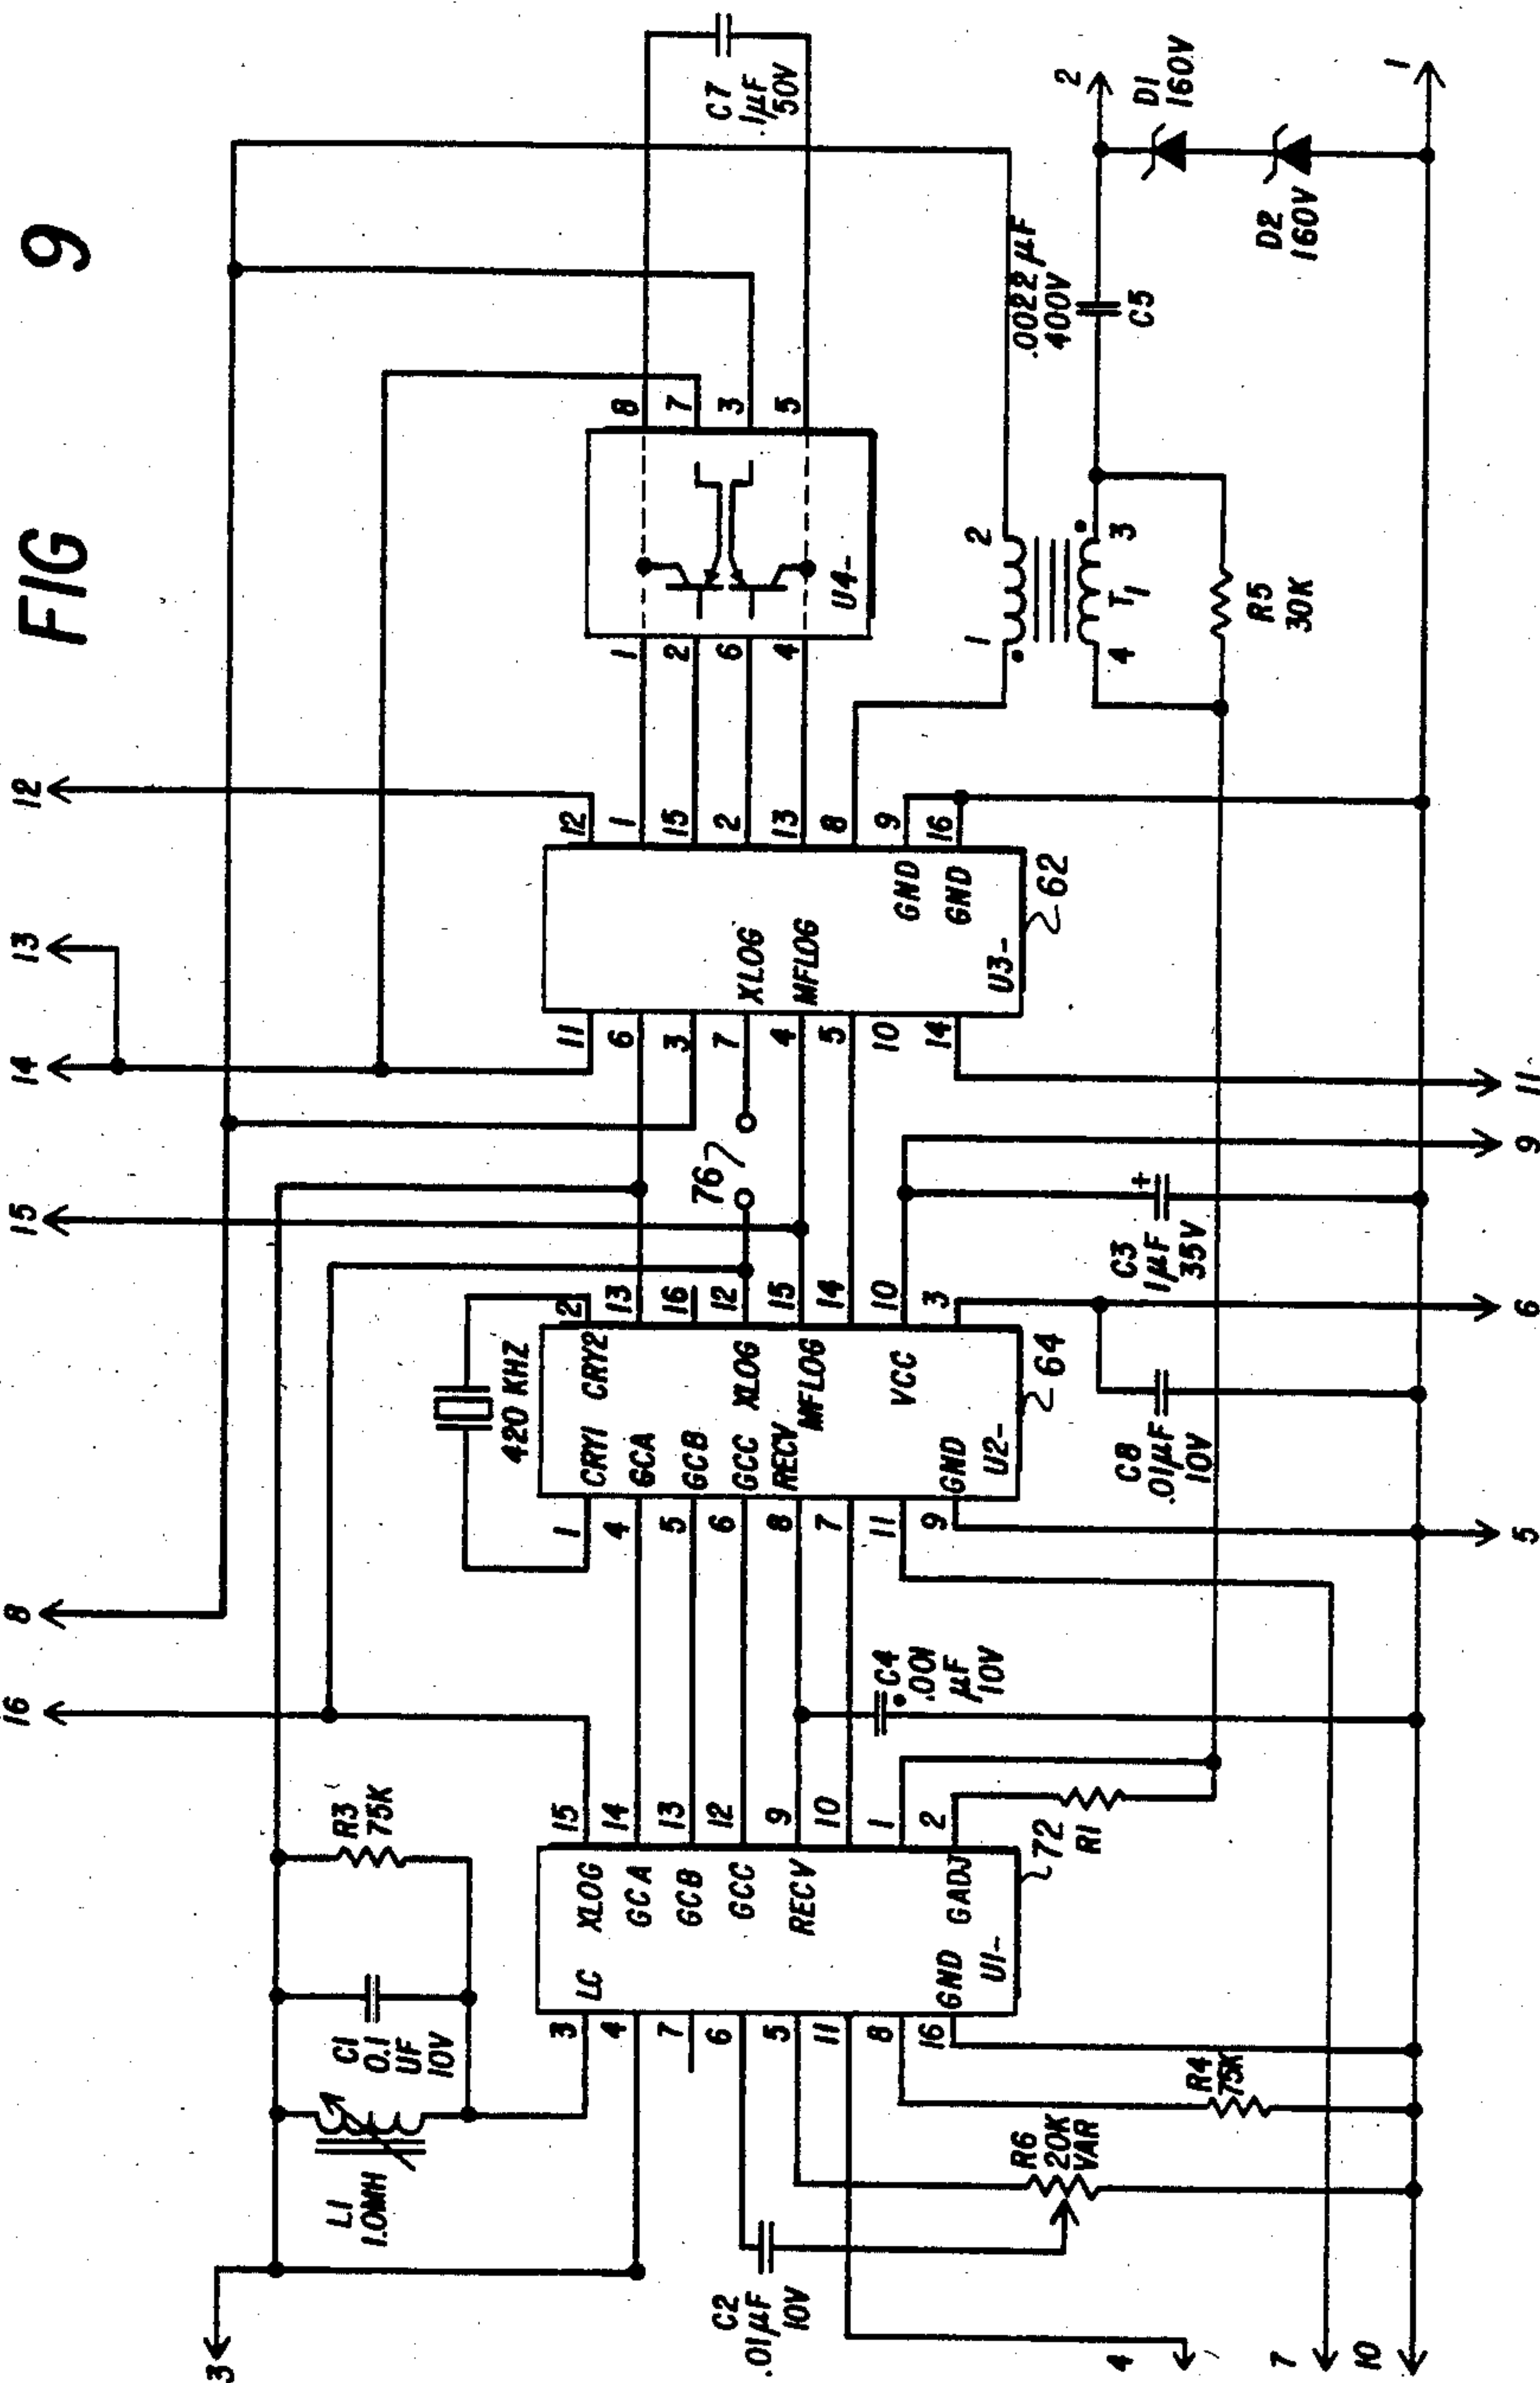 FIG 9
3
16
8
15
14
13
12
L1
1.0MH
C1
0.1
UF
10V
R3
75K
3
4
7
6
5
11
8
16
LC
GND
U1-
XLOG
GCA
GCB
GCC
RECV
GADJ
15
14
13
12
9
10
1
2
72
R1
C2
.01µF
10V
R6
20K
VAR
R4
75K
C4
.001
µF
10V
420 KHZ
1
4
5
6
8
7
11
9
CRY1
GCA
GCB
GCC
RECV
GND
U2-
CRY2
XLOG
MFLOG
VCC
2
13
16
12
15
14
10
3
64
76
C8
.01µF
10V
C3
+
1µF
35V
11
6
3
7
4
5
10
14
XLOG
MFLOG
U3-
GND
GND
12
1
15
2
13
8
9
16
62
1
2
6
4
U4-
8
7
3
5
C7
.1µF
50V
1
2
T1
4
3
R5
30K
.0022µF
400V
C5
2
D1
160V
D2
160V
1
4
7
10
5
6
9
11